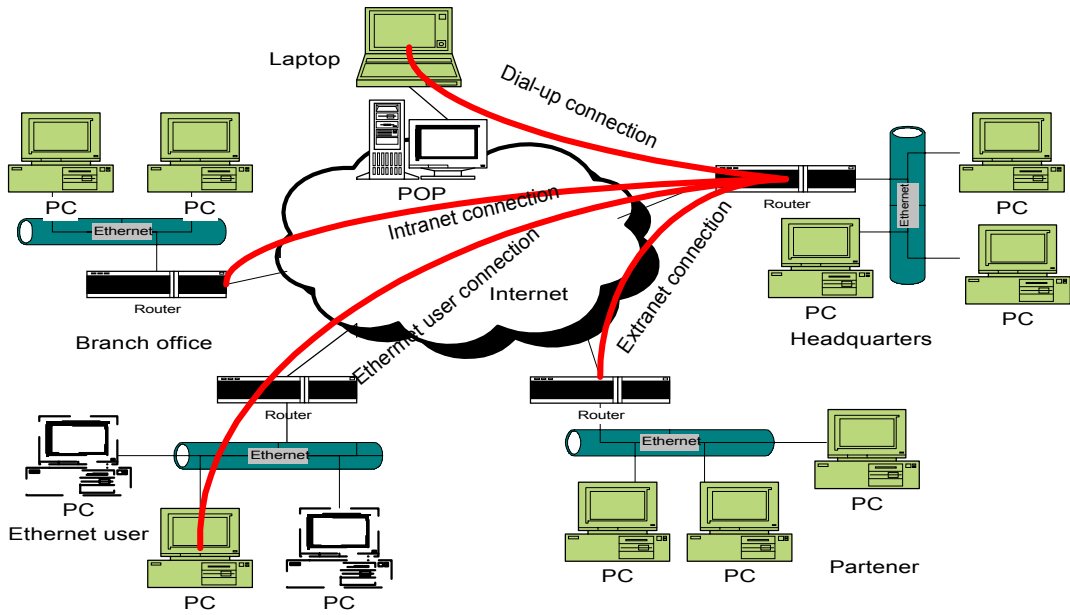 Laptop
Dial-up connection
POP
PC
PC
Ethernet
Router
Branch office
Intranet connection
Ethernet user connection
Internet
Extranet connection
Router
Ethernet
PC
PC
PC
Headquarters
Router
Ethernet
PC
Ethernet user
PC
PC
Router
Ethernet
PC
PC
PC
Partener